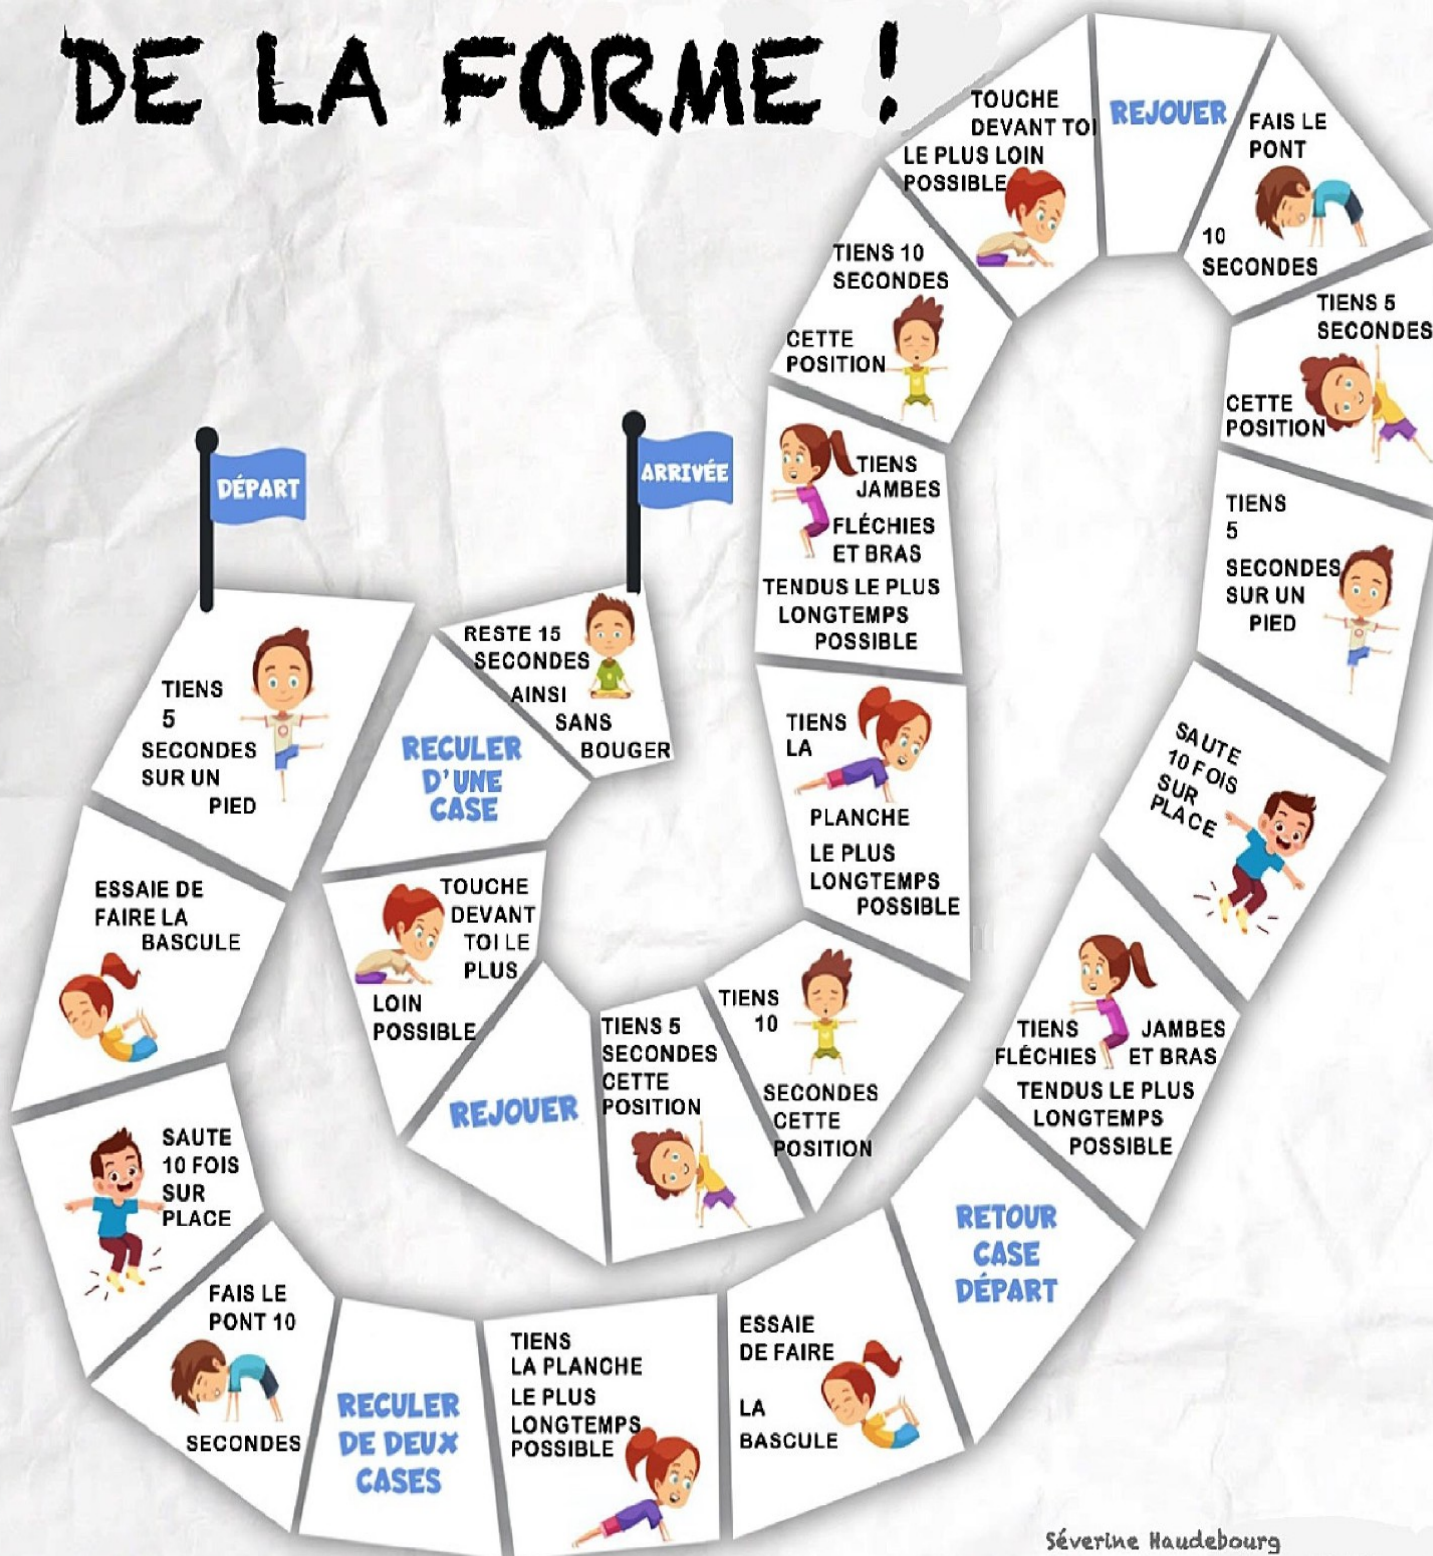 DE LA FORME !
DÉPART
TIENS
5
SECONDES
SUR UN
PIED
ESSAIE DE
FAIRE LA
BASCULE
SAUTE
10 FOIS
SUR
PLACE
FAIS LE
PONT 10
SECONDES
RECULER
DE DEUX
CASES
TIENS
LA PLANCHE
LE PLUS
LONGTEMPS
POSSIBLE
ESSAIE
DE FAIRE
LA
BASCULE
RETOUR
CASE
DÉPART
TIENS JAMBES
FLÉCHIES ET BRAS
TENDUS LE PLUS
LONGTEMPS
POSSIBLE
SAUTE
10 FOIS
SUR
PLACE
TIENS
5
SECONDES
SUR UN
PIED
TIENS 5
SECONDES
CETTE
POSITION
FAIS LE
PONT
10
SECONDES
REJOUER
TOUCHE
DEVANT TOI
LE PLUS LOIN
POSSIBLE
TIENS 10
SECONDES
CETTE
POSITION
TIENS
JAMBES
FLÉCHIES
ET BRAS
TENDUS LE PLUS
LONGTEMPS
POSSIBLE
TIENS
LA
PLANCHE
LE PLUS
LONGTEMPS
POSSIBLE
TIENS
10
SECONDES
CETTE
POSITION
TIENS 5
SECONDES
CETTE
POSITION
REJOUER
TOUCHE
DEVANT
TOI LE
PLUS
LOIN
POSSIBLE
RECULER
D'UNE
CASE
RESTE 15
SECONDES
AINSI
SANS
BOUGER
ARRIVÉE
Séverine Haudebourg